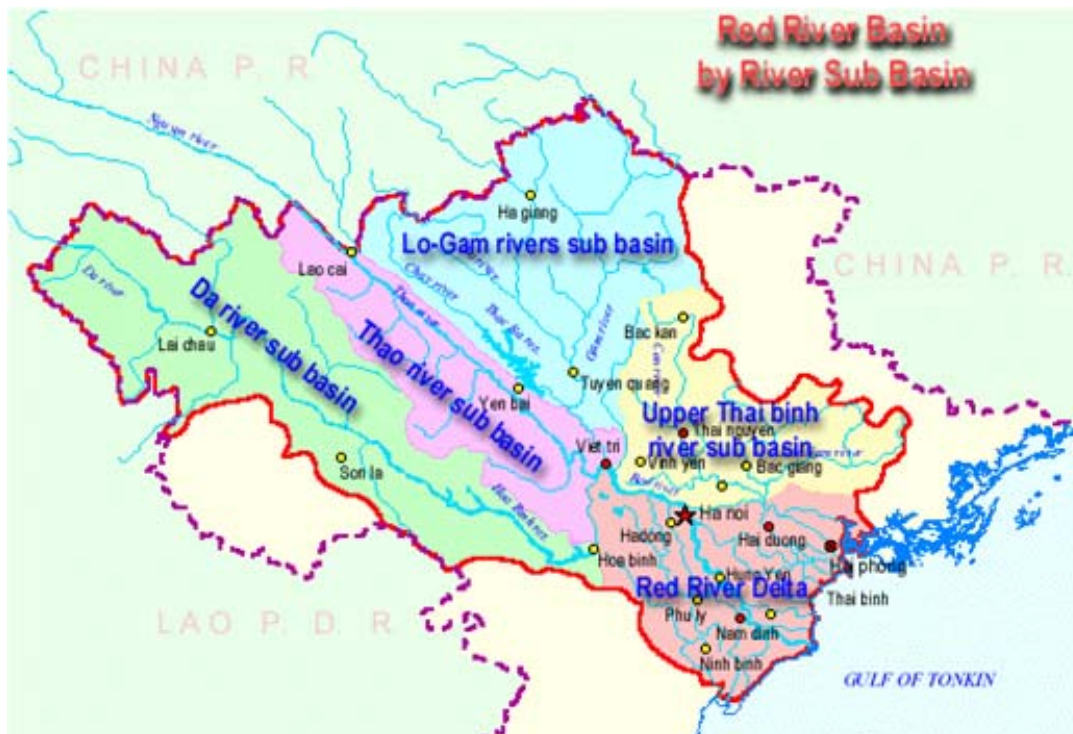 Red River Basin
by River Sub Basin
CHINA P. R.
river
Ha giang
Lo-Gam rivers sub basin
Lao cai
CHINA P. R.
Da river
Chay river
Da river sub basin
Lai chau
Thao river sub basin
Bac kan
Gam river
Tuyen quang
Yen bai
Upper Thai binh
river sub basin
Thai nguyen
Viet tri
Vinh yen
Bac giang
Son la
Ha noi
Hadong
Hai duong
Hoa binh
Hai phong
Hung Yen
Red River Delta
Thai binh
Phu ly
Nam dinh
Ninh binh
LAO P. D. R
GULF OF TONKIN